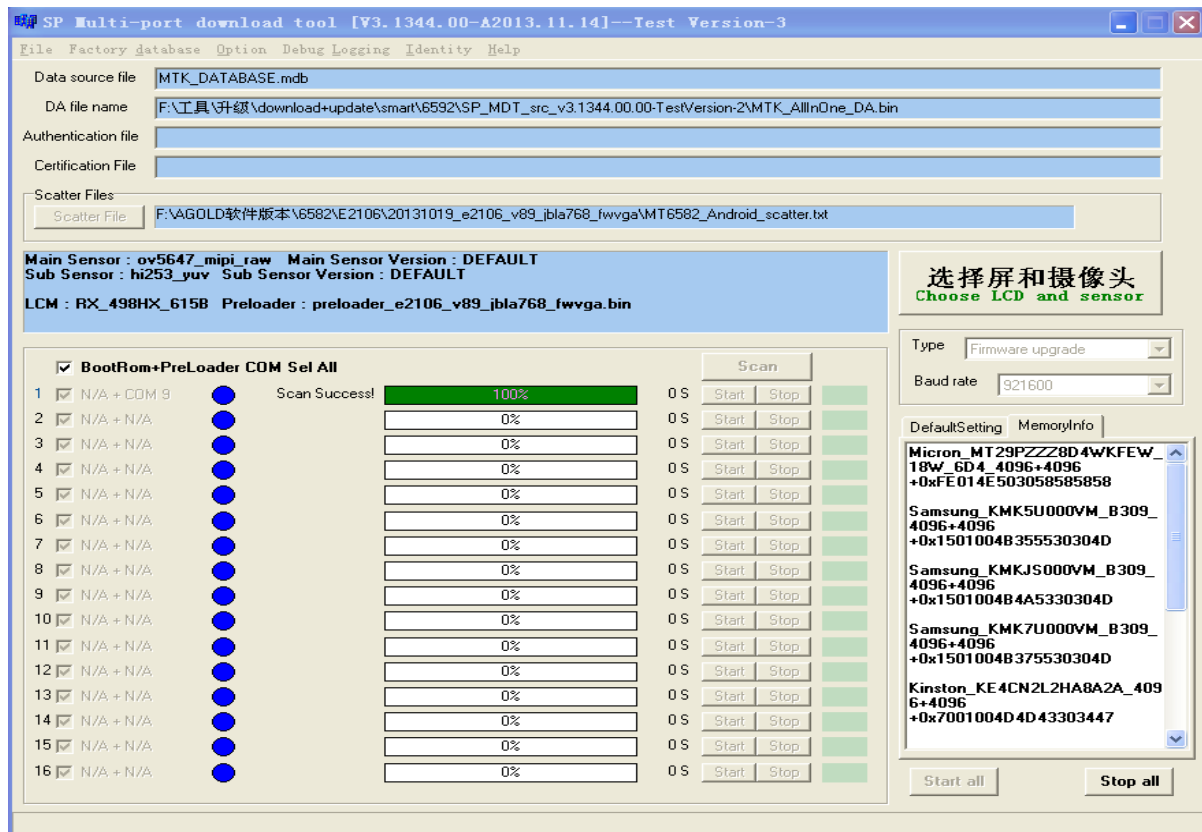 SP Multi-port download tool [V3.1344.00-A2013.11.14]--Test Version-3
File Factory database Option Debug Logging Identity Help
Data source file MTK_DATABASE.mdb
DA file name F:\工具\升级\download+update\smart\6592\SP_MDT_src_v3.1344.00.00-TestVersion-2\MTK_AllInOne_DA.bin
Authentication file
Certification File
Scatter Files
Scatter File F:\AGOLD软件版本\6582\E2106\20131019_e2106_v89_jbla768_fwvga\MT6582_Android_scatter.txt
Main Sensor : ov5647_mipi_raw Main Sensor Version : DEFAULT
Sub Sensor : hi253_yuv Sub Sensor Version : DEFAULT
LCM : RX_498HX_615B Preloader : preloader_e2106_v89_jbla768_fwvga.bin
选择屏和摄像头
Choose LCD and sensor
BootRom+PreLoader COM Sel All Scan
1 N/A + COM 9 Scan Success! 100% 0 S Start Stop
2 N/A + N/A 0% 0 S Start Stop
3 N/A + N/A 0% 0 S Start Stop
4 N/A + N/A 0% 0 S Start Stop
5 N/A + N/A 0% 0 S Start Stop
6 N/A + N/A 0% 0 S Start Stop
7 N/A + N/A 0% 0 S Start Stop
8 N/A + N/A 0% 0 S Start Stop
9 N/A + N/A 0% 0 S Start Stop
10 N/A + N/A 0% 0 S Start Stop
11 N/A + N/A 0% 0 S Start Stop
12 N/A + N/A 0% 0 S Start Stop
13 N/A + N/A 0% 0 S Start Stop
14 N/A + N/A 0% 0 S Start Stop
15 N/A + N/A 0% 0 S Start Stop
16 N/A + N/A 0% 0 S Start Stop
Type Firmware upgrade
Baud rate 921600
DefaultSetting MemoryInfo
Micron_MT29PZZZ8D4WKFEW_
18W_6D4_4096+4096
+0xFE014E503058585858
Samsung_KMK5U000VM_B309_
4096+4096
+0x1501004B355530304D
Samsung_KMKJS000VM_B309_
4096+4096
+0x1501004B4A5330304D
Samsung_KMK7U000VM_B309_
4096+4096
+0x1501004B375530304D
Kinston_KE4CN2L2HA8A2A_409
6+4096
+0x7001004D4D43303447
Start all Stop all